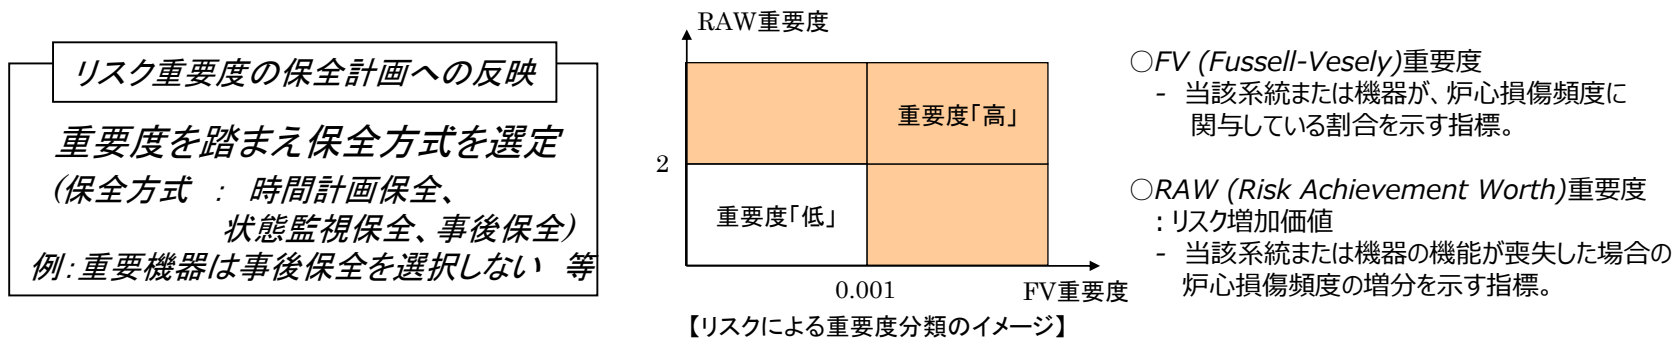 リスク重要度の保全計画への反映
重要度を踏まえ保全方式を選定
(保全方式 : 時間計画保全、
状態監視保全、事後保全)
例:重要機器は事後保全を選択しない 等
RAW重要度
重要度「高」
2
重要度「低」
0.001
FV重要度
【リスクによる重要度分類のイメージ】
○FV (Fussell-Vesely)重要度
- 当該系統または機器が、炉心損傷頻度に
関与している割合を示す指標。
○RAW (Risk Achievement Worth)重要度
:リスク増加価値
- 当該系統または機器の機能が喪失した場合の
炉心損傷頻度の増分を示す指標。